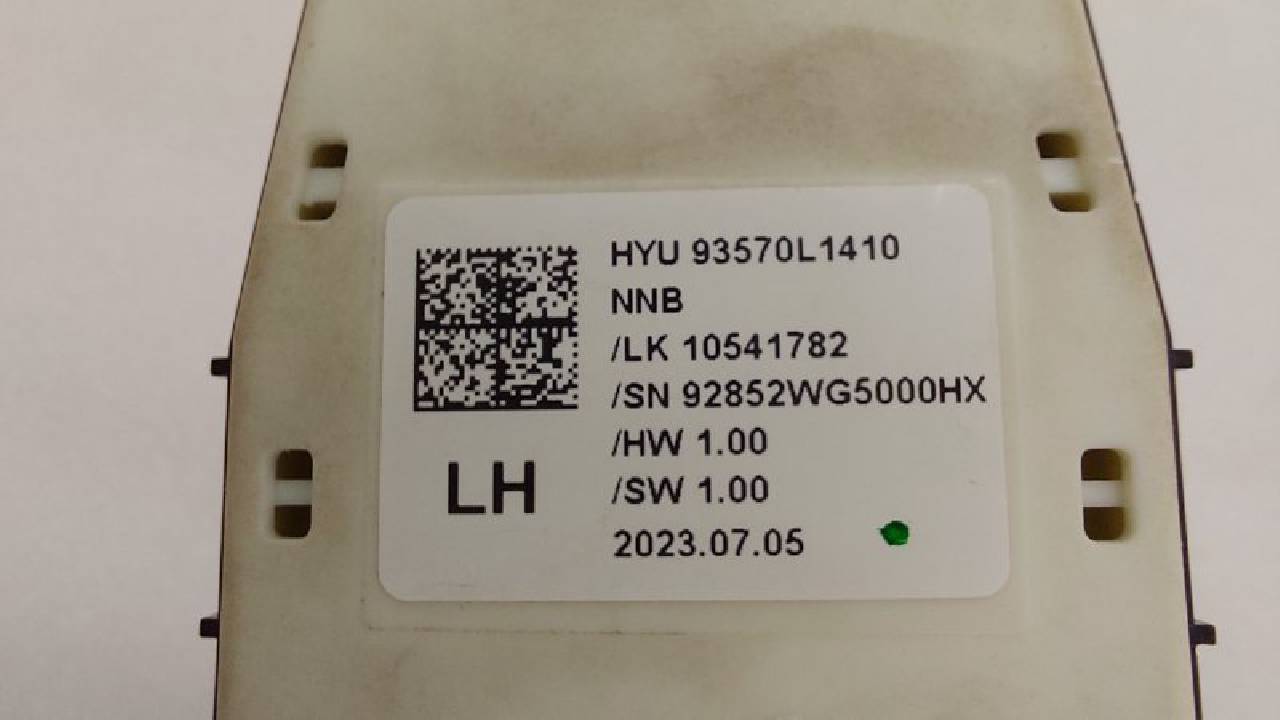 HYU 93570L1410
NNB
/LK 10541782
/SN 92852WG5000HX
/HW 1.00
/SW 1.00
2023.07.05
LH